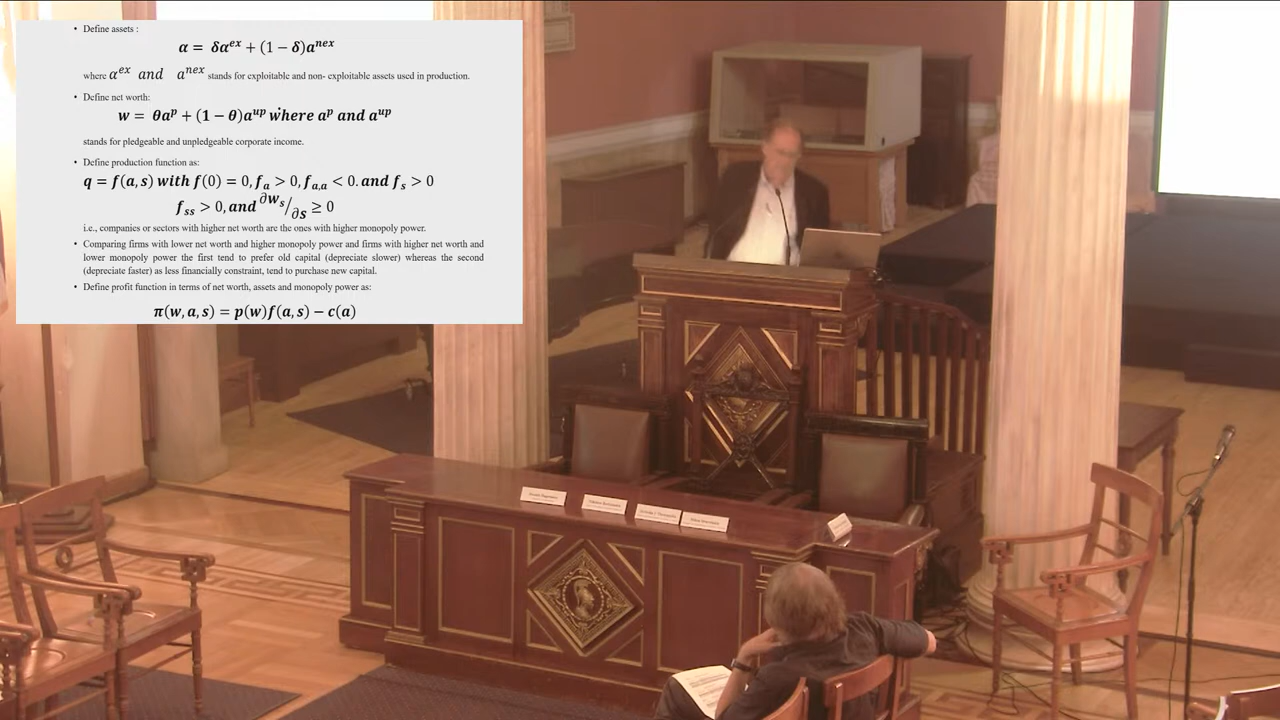 • Define assets :
α = δα^ex + (1 − δ)a^nex
where α^ex and a^nex stands for exploitable and non- exploitable assets used in production.
• Define net worth:
w = θa^p + (1 − θ)a^up ẇhere a^p and a^up
stands for pledgeable and unpledgeable corporate income.
• Define production function as:
q = f(a, s) with f(0) = 0, f_a > 0, f_a,a < 0. and f_s > 0
f_ss > 0, and ∂w_s/∂s ≥ 0
i.e., companies or sectors with higher net worth are the ones with higher monopoly power.
• Comparing firms with lower net worth and higher monopoly power and firms with higher net worth and
lower monopoly power the first tend to prefer old capital (depreciate slower) whereas the second
(depreciate faster) as less financially constraint, tend to purchase new capital.
• Define profit function in terms of net worth, assets and monopoly power as:
π(w, a, s) = p(w)f(a, s) − c(a)